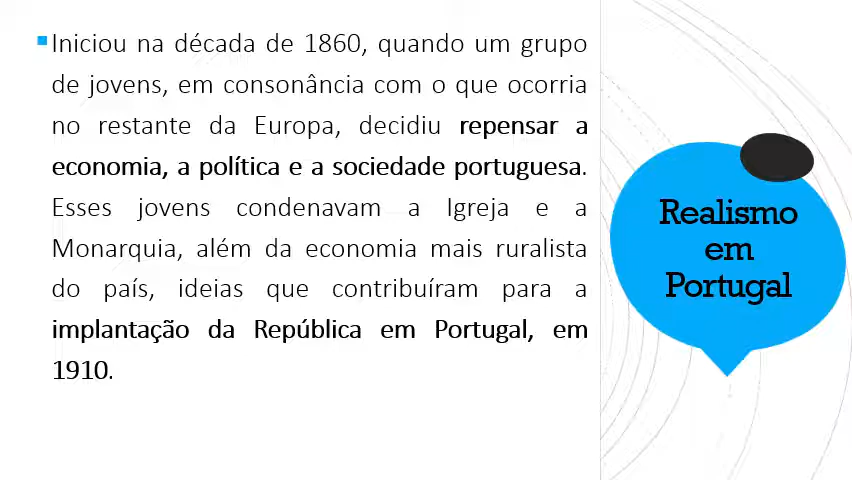 Iniciou na década de 1860, quando um grupo
de jovens, em consonância com o que ocorria
no restante da Europa, decidiu repensar a
economia, a política e a sociedade portuguesa.
Esses jovens condenavam a Igreja e a
Monarquia, além da economia mais ruralista
do país, ideias que contribuíram para a
implantação da República em Portugal, em
1910.
Realismo
em
Portugal